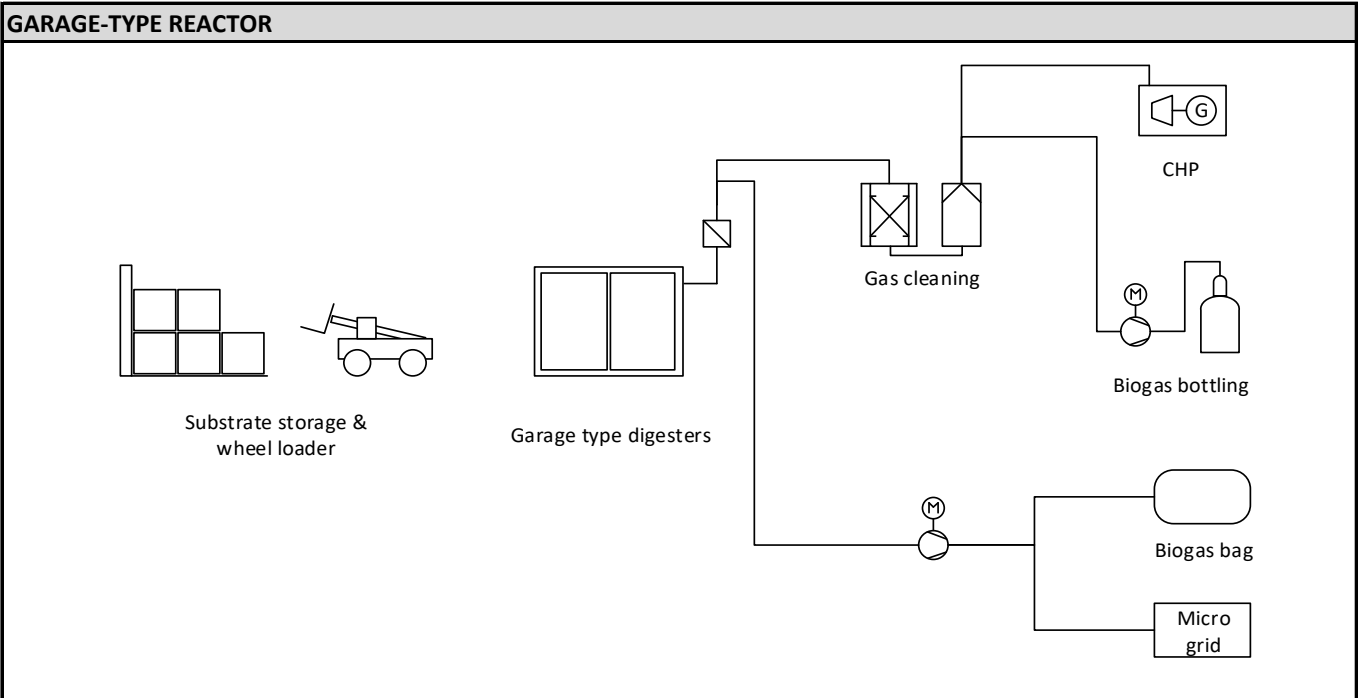 GARAGE-TYPE REACTOR
G
CHP
Gas cleaning
M
Biogas bottling
Substrate storage &
wheel loader
Garage type digesters
M
Biogas bag
Micro
grid